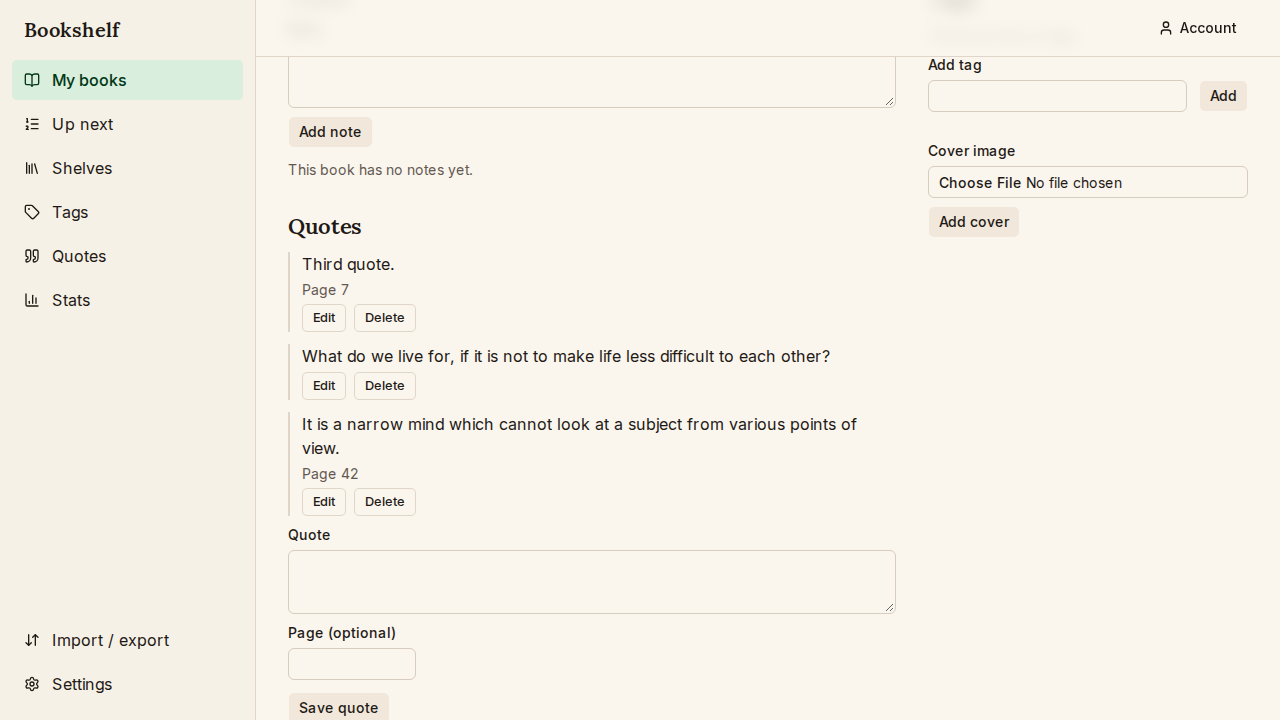 Bookshelf
My books
Up next
Shelves
Tags
Quotes
Stats
Import / export
Settings
Account
Add note
This book has no notes yet.
Quotes
Third quote.
Page 7
Edit
Delete
What do we live for, if it is not to make life less difficult to each other?
Edit
Delete
It is a narrow mind which cannot look at a subject from various points of
view.
Page 42
Edit
Delete
Quote
Page (optional)
Save quote
Add tag
Add
Cover image
Choose File No file chosen
Add cover